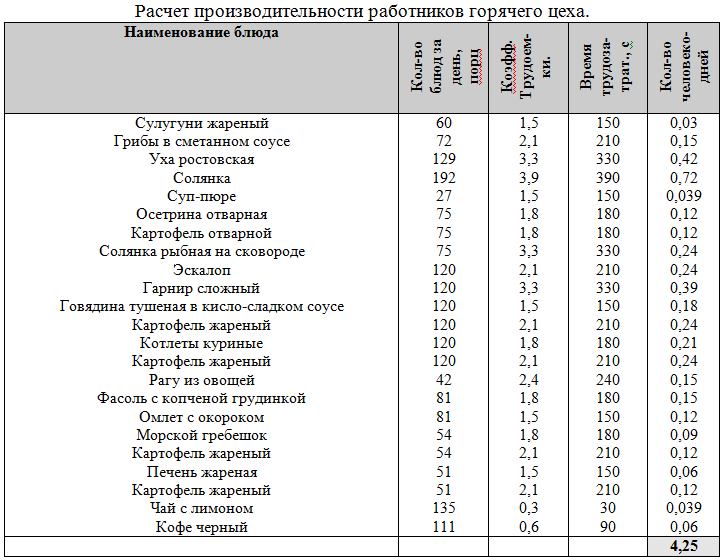 Расчет производительности работников горячего цеха.
Наименование блюда Кол-во блюд за день, порц Коэфф. Трудоем-ки. Время трудоза-трат., с Кол-во человеко-дней
Сулугуни жареный 60 1,5 150 0,03
Грибы в сметанном соусе 72 2,1 210 0,15
Уха ростовская 129 3,3 330 0,42
Солянка 192 3,9 390 0,72
Суп-пюре 27 1,5 150 0,039
Осетрина отварная 75 1,8 180 0,12
Картофель отварной 75 1,8 180 0,12
Солянка рыбная на сковороде 75 3,3 330 0,24
Эскалоп 120 2,1 210 0,24
Гарнир сложный 120 3,3 330 0,39
Говядина тушеная в кисло-сладком соусе 120 1,5 150 0,18
Картофель жареный 120 2,1 210 0,24
Котлеты куриные 120 1,8 180 0,21
Картофель жареный 120 2,1 210 0,24
Рагу из овощей 42 2,4 240 0,15
Фасоль с копченой грудинкой 81 1,8 180 0,15
Омлет с окороком 81 1,5 150 0,12
Морской гребешок 54 1,8 180 0,09
Картофель жареный 54 2,1 210 0,12
Печень жареная 51 1,5 150 0,06
Картофель жареный 51 2,1 210 0,12
Чай с лимоном 135 0,3 30 0,039
Кофе черный 111 0,6 90 0,06
4,25